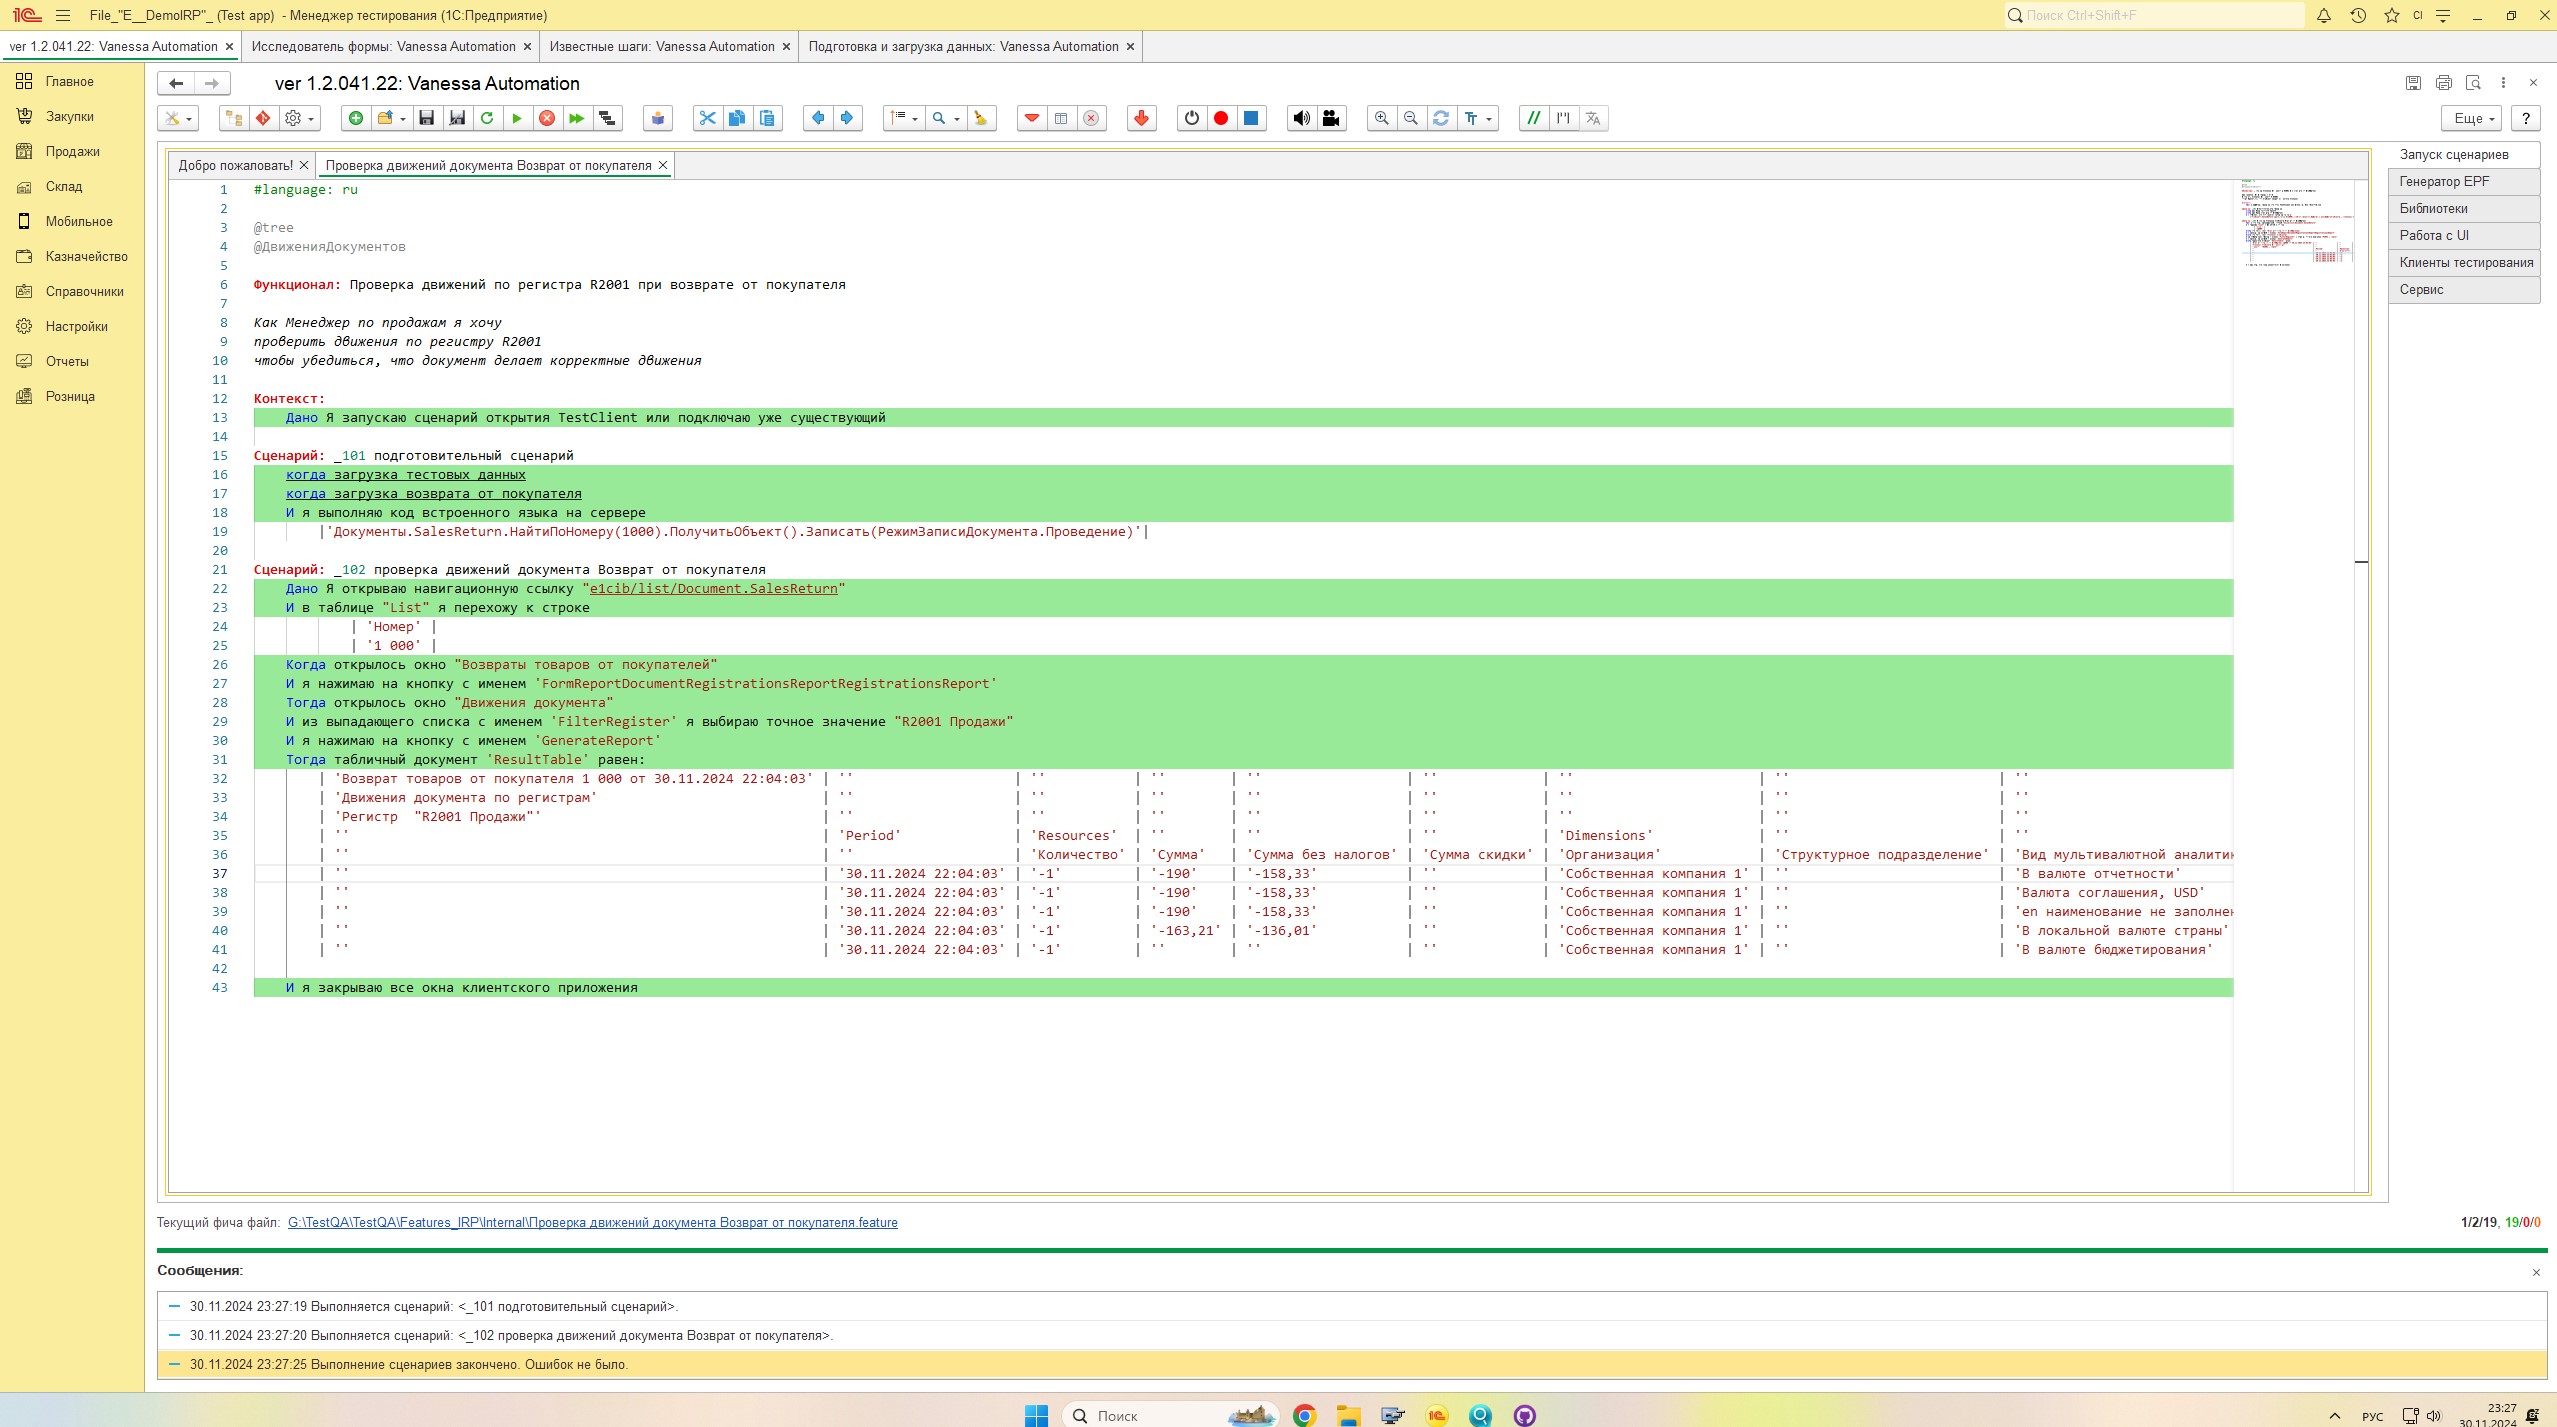 File_"E__DemoIRP"_ (Test app) - Менеджер тестирования (1С:Предприятие)
Поиск Ctrl+Shift+F
CI
ver 1.2.041.22: Vanessa Automation
Исследователь формы: Vanessa Automation
Известные шаги: Vanessa Automation
Подготовка и загрузка данных: Vanessa Automation
Главное
Закупки
Продажи
Склад
Мобильное
Казначейство
Справочники
Настройки
Отчеты
Розница
ver 1.2.041.22: Vanessa Automation
Еще
?
Добро пожаловать!
Проверка движений документа Возврат от покупателя
Запуск сценариев
Генератор EPF
Библиотеки
Работа с UI
Клиенты тестирования
Сервис
1 #language: ru
2
3 @tree
4 @ДвиженияДокументов
5
6 Функционал: Проверка движений по регистра R2001 при возврате от покупателя
7
8 Как Менеджер по продажам я хочу
9 проверить движения по регистру R2001
10 чтобы убедиться, что документ делает корректные движения
11
12 Контекст:
13 Дано Я запускаю сценарий открытия TestClient или подключаю уже существующий
14
15 Сценарий: _101 подготовительный сценарий
16 когда загрузка тестовых данных
17 когда загрузка возврата от покупателя
18 И я выполняю код встроенного языка на сервере
19 |'Документы.SalesReturn.НайтиПоНомеру(1000).ПолучитьОбъект().Записать(РежимЗаписиДокумента.Проведение)'|
20
21 Сценарий: _102 проверка движений документа Возврат от покупателя
22 Дано Я открываю навигационную ссылку "e1cib/list/Document.SalesReturn"
23 И в таблице "List" я перехожу к строке
24 | 'Номер' |
25 | '1 000' |
26 Когда открылось окно "Возвраты товаров от покупателей"
27 И я нажимаю на кнопку с именем 'FormReportDocumentRegistrationsReportRegistrationsReport'
28 Тогда открылось окно "Движения документа"
29 И из выпадающего списка с именем 'FilterRegister' я выбираю точное значение "R2001 Продажи"
30 И я нажимаю на кнопку с именем 'GenerateReport'
31 Тогда табличный документ 'ResultTable' равен:
32 | 'Возврат товаров от покупателя 1 000 от 30.11.2024 22:04:03' | '' | '' | '' | '' | '' | '' | '' | ''
33 | 'Движения документа по регистрам' | '' | '' | '' | '' | '' | '' | '' | ''
34 | 'Регистр  "R2001 Продажи"' | '' | '' | '' | '' | '' | '' | '' | ''
35 | '' | 'Period' | 'Resources' | '' | '' | '' | 'Dimensions' | '' | ''
36 | '' | '' | 'Количество' | 'Сумма' | 'Сумма без налогов' | 'Сумма скидки' | 'Организация' | 'Структурное подразделение' | 'Вид мультивалютной аналити
37 | '' | '30.11.2024 22:04:03' | '-1' | '-190' | '-158,33' | '' | 'Собственная компания 1' | '' | 'В валюте отчетности'
38 | '' | '30.11.2024 22:04:03' | '-1' | '-190' | '-158,33' | '' | 'Собственная компания 1' | '' | 'Валюта соглашения, USD'
39 | '' | '30.11.2024 22:04:03' | '-1' | '-190' | '-158,33' | '' | 'Собственная компания 1' | '' | 'en наименование не заполнен
40 | '' | '30.11.2024 22:04:03' | '-1' | '-163,21' | '-136,01' | '' | 'Собственная компания 1' | '' | 'В локальной валюте страны'
41 | '' | '30.11.2024 22:04:03' | '-1' | '' | '' | '' | 'Собственная компания 1' | '' | 'В валюте бюджетирования'
42
43 И я закрываю все окна клиентского приложения
Текущий фича файл: G:\TestQA\TestQA\Features_IRP\Internal\Проверка движений документа Возврат от покупателя.feature
1/2/19, 19/0/0
Сообщения:
30.11.2024 23:27:19 Выполняется сценарий: <_101 подготовительный сценарий>.
30.11.2024 23:27:20 Выполняется сценарий: <_102 проверка движений документа Возврат от покупателя>.
30.11.2024 23:27:25 Выполнение сценариев закончено. Ошибок не было.
Поиск
РУС
23:27
30.11.2024